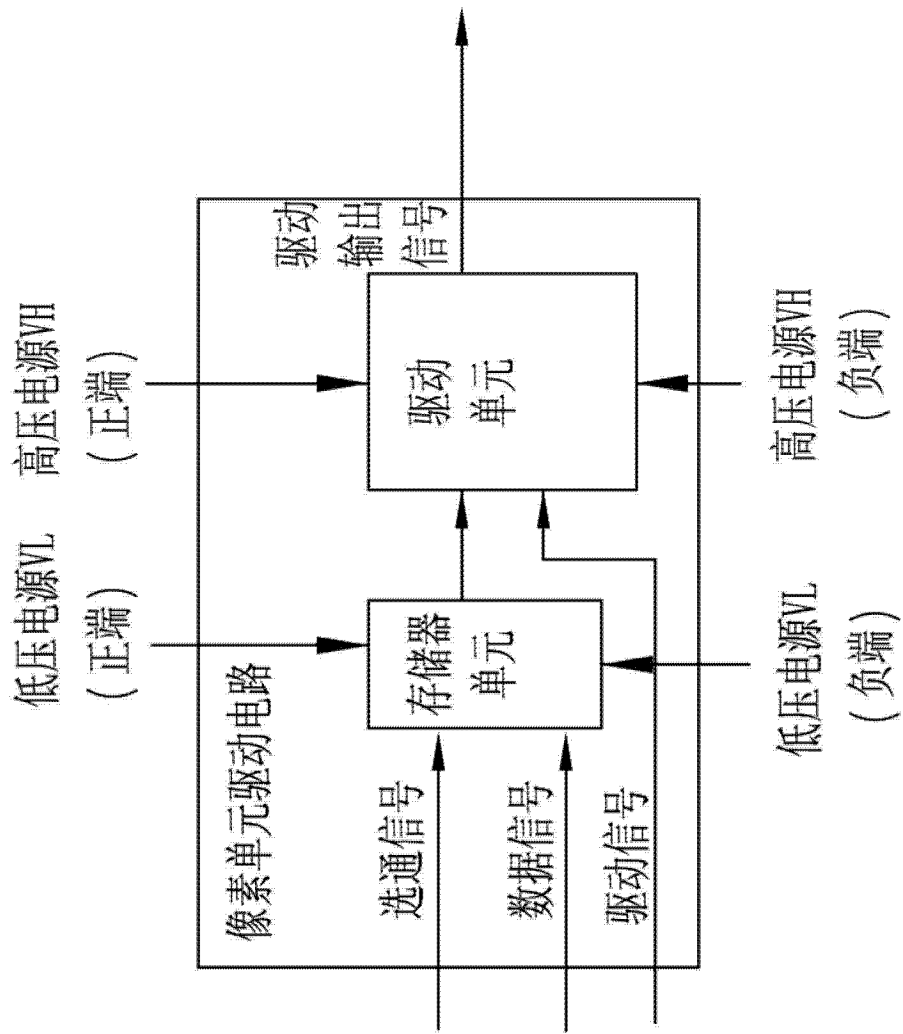 低压电源VL
（正端）
高压电源VH
（正端）
像素单元驱动电路
驱动
输出
信号
选通信号
数据信号
驱动信号
存储器
单元
驱动
单元
低压电源VL
（负端）
高压电源VH
（负端）